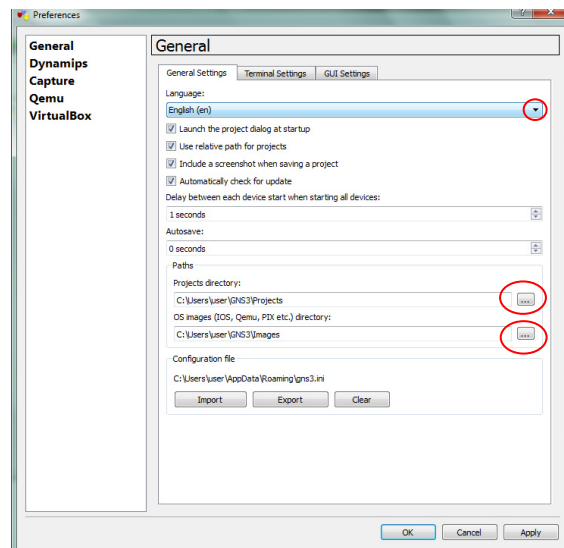 Preferences
General
Dynamips
Capture
Qemu
VirtualBox
General
General Settings Terminal Settings GUI Settings
Language:
English (en)
Launch the project dialog at startup
Use relative path for projects
Include a screenshot when saving a project
Automatically check for update
Delay between each device start when starting all devices:
1 seconds
Autosave:
0 seconds
Paths
Projects directory:
C:\Users\user\GNS3\Projects ...
OS images (IOS, Qemu, PIX etc.) directory:
C:\Users\user\GNS3\Images ...
Configuration file
C:\Users\user\AppData\Roaming\gns3.ini
Import Export Clear
OK Cancel Apply